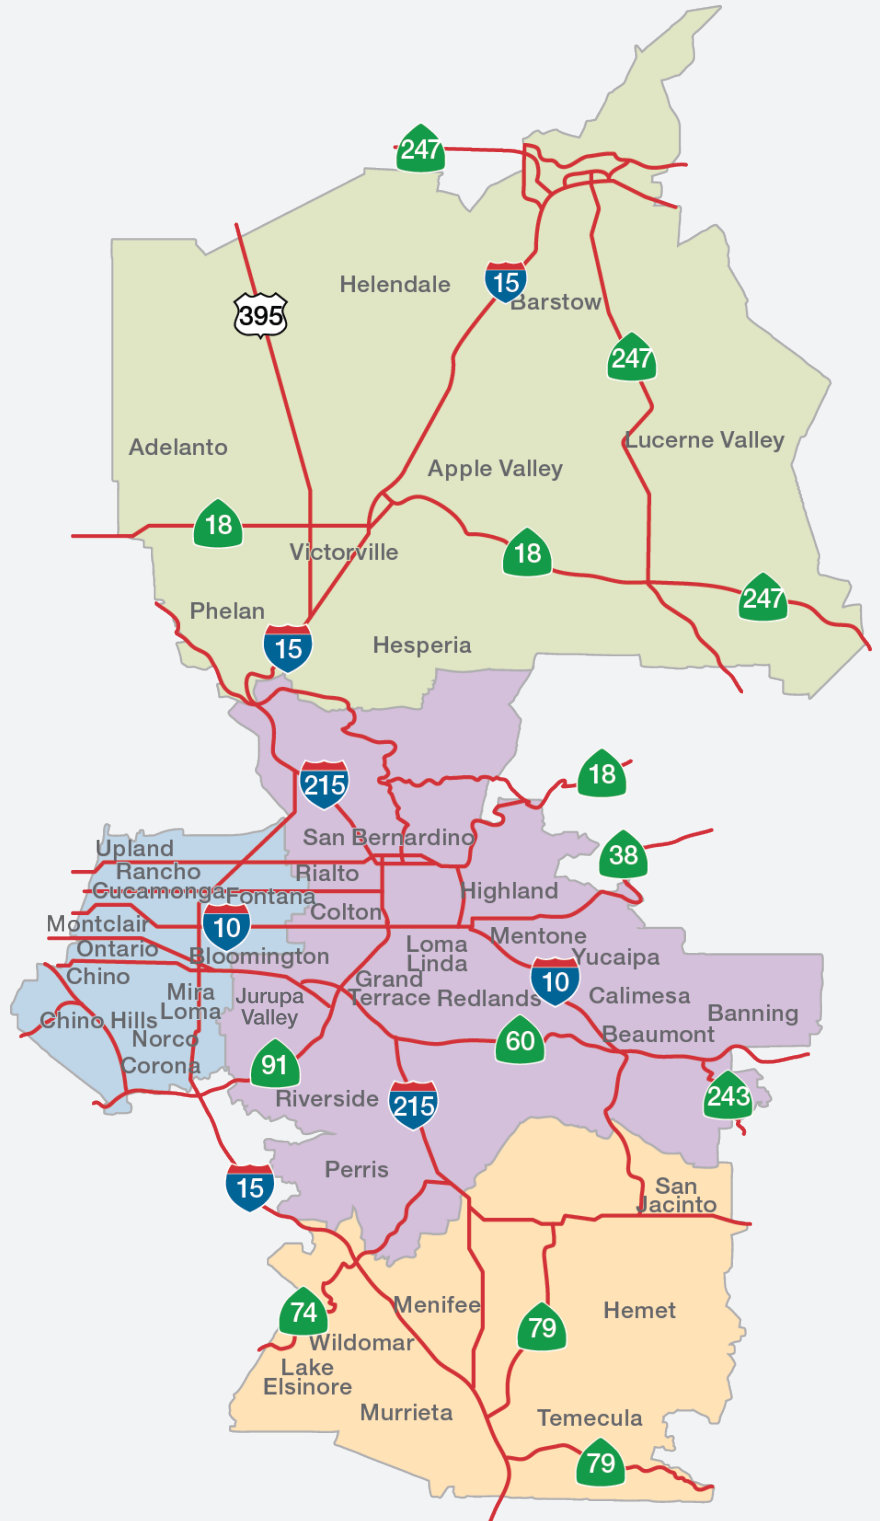 247
15
Helendale
Barstow
395
247
Adelanto
Lucerne Valley
Apple Valley
18
Victorville
18
247
Phelan
15
Hesperia
215
18
San Bernardino
38
Upland
Rancho
Cucamonga
Rialto
Fontana
Highland
Colton
Montclair
10
Mentone
Ontario
Loma
Linda
Yucaipa
Bloomington
Chino
Grand
Terrace
Redlands
10
Calimesa
Mira
Loma
Jurupa
Valley
Banning
Chino Hills
Norco
60
Beaumont
Corona
91
Riverside
215
243
Perris
15
San
Jacinto
74
Menifee
Hemet
79
Wildomar
Lake
Elsinore
Murrieta
Temecula
79